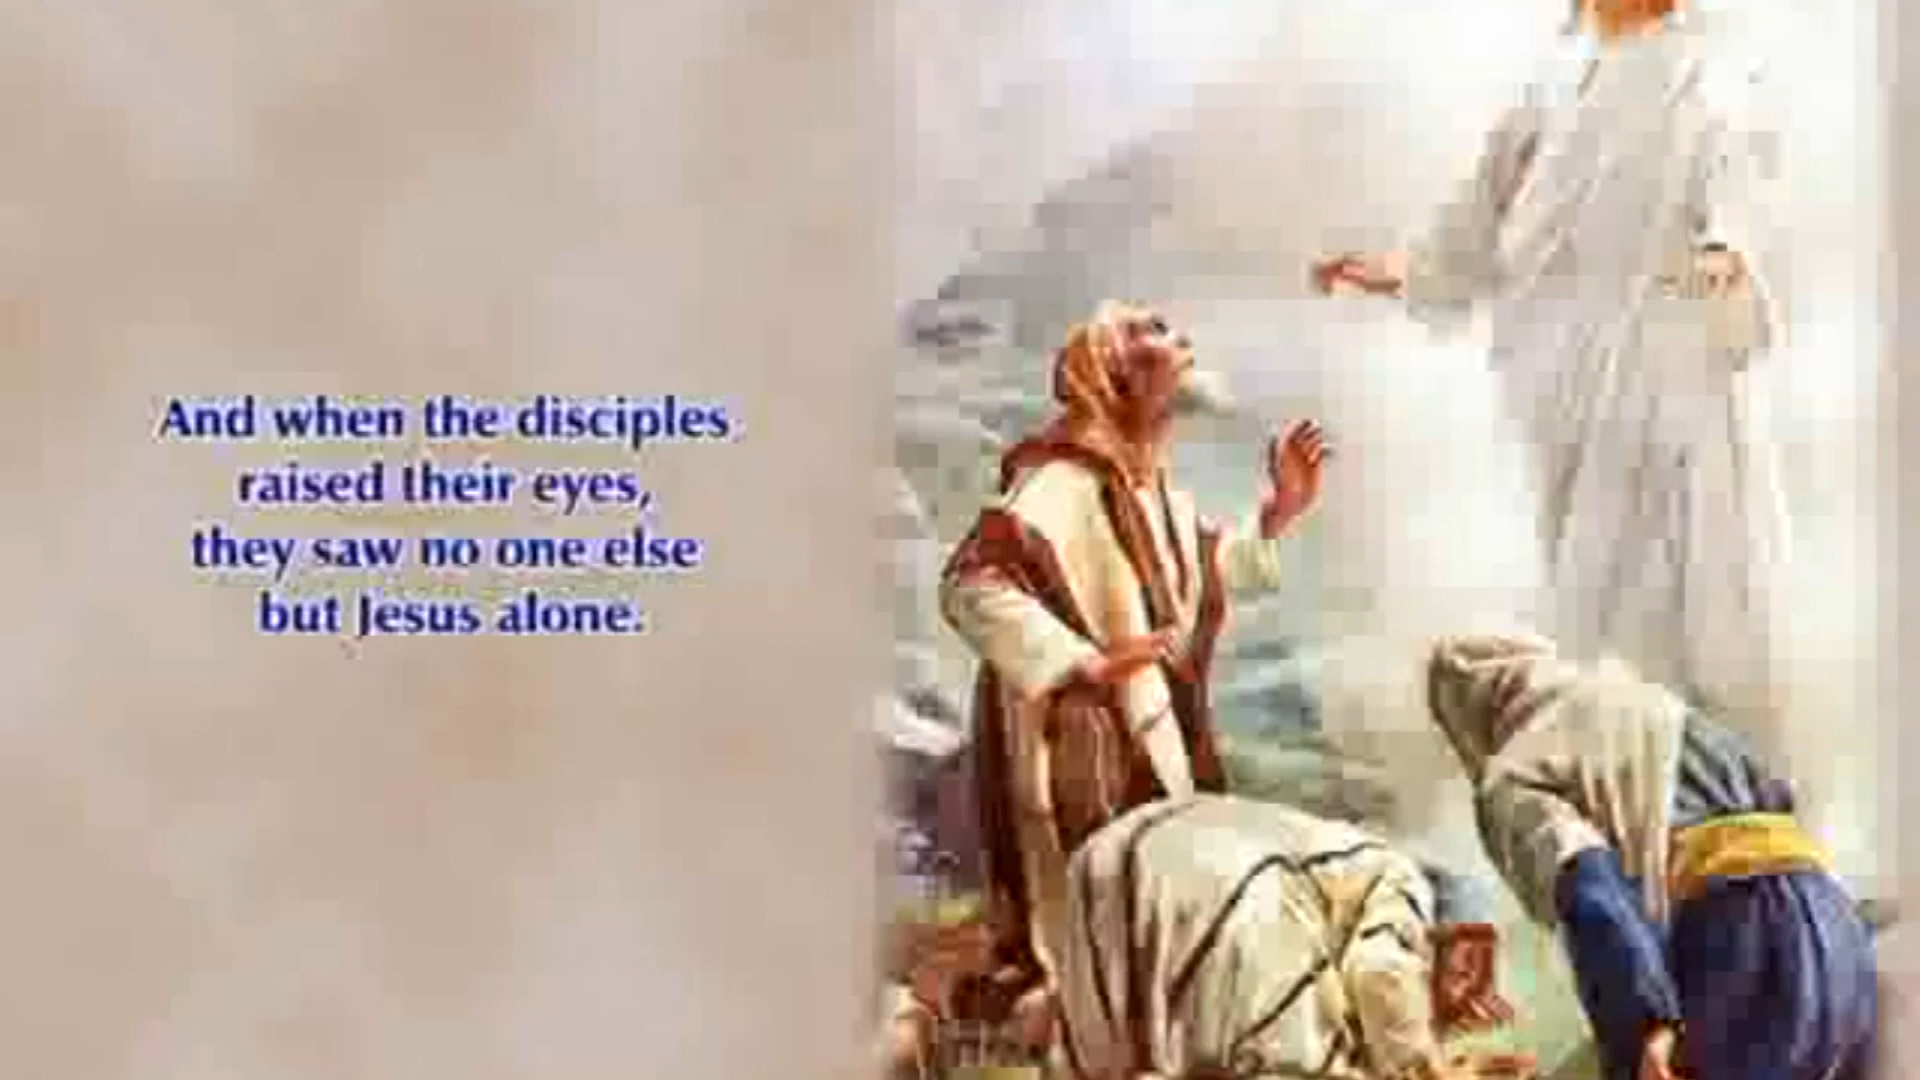 And when the disciples
raised their eyes,
they saw no one else
but Jesus alone.